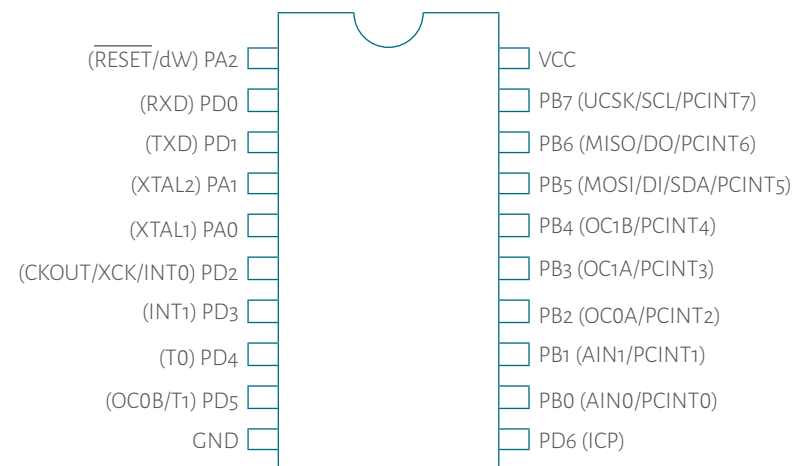 (RESET/dW) PA2
VCC
(RXD) PD0
PB7 (UCSK/SCL/PCINT7)
(TXD) PD1
PB6 (MISO/DO/PCINT6)
(XTAL2) PA1
PB5 (MOSI/DI/SDA/PCINT5)
(XTAL1) PA0
PB4 (OC1B/PCINT4)
(CKOUT/XCK/INT0) PD2
PB3 (OC1A/PCINT3)
(INT1) PD3
PB2 (OC0A/PCINT2)
(T0) PD4
PB1 (AIN1/PCINT1)
(OC0B/T1) PD5
PB0 (AIN0/PCINT0)
GND
PD6 (ICP)